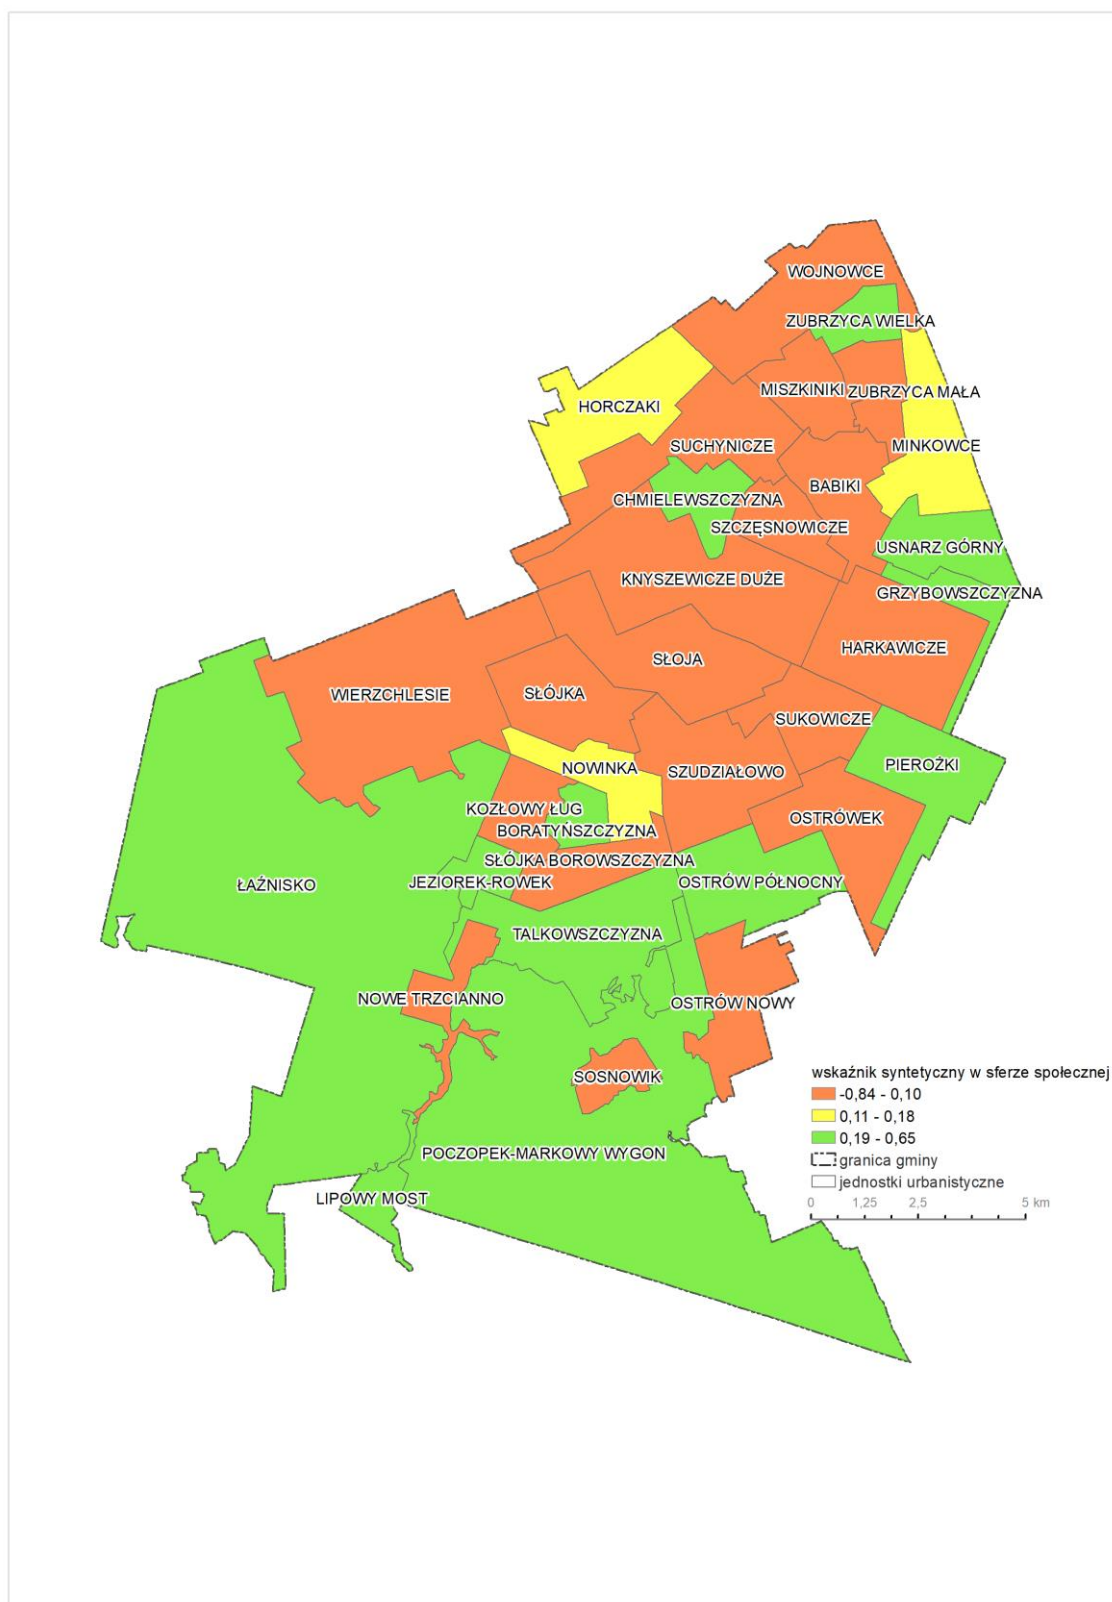 WOJNOWCE
ZUBRZYCA WIELKA
MISZKINIKI
ZUBRZYCA MAŁA
HORCZAKI
SUCHYNICZE
MINKOWCE
BABIKI
CHMIELEWSZCZYZNA
SZCZĘSNOWICZE
USNARZ GÓRNY
KNYSZEWICZE DUŻE
GRZYBOWSZCZYZNA
HARKAWICZE
SŁOJA
WIERZCHLESIE
SŁÓJKA
SUKOWICZE
NOWINKA
SZUDZIAŁOWO
PIEROŻKI
KOZŁOWY ŁUG
OSTRÓWEK
BORATYŃSZCZYZNA
SŁÓJKA BOROWSZCZYZNA
ŁAŹNISKO
JEZIOREK-ROWEK
OSTRÓW PÓŁNOCNY
TALKOWSZCZYZNA
NOWE TRZCIANNO
OSTRÓW NOWY
SOSNOWIK
POCZOPEK-MARKOWY WYGON
LIPOWY MOST
wskaźnik syntetyczny w sferze społecznej
-0,84 - 0,10
0,11 - 0,18
0,19 - 0,65
granica gminy
jednostki urbanistyczne
0 1,25 2,5 5 km